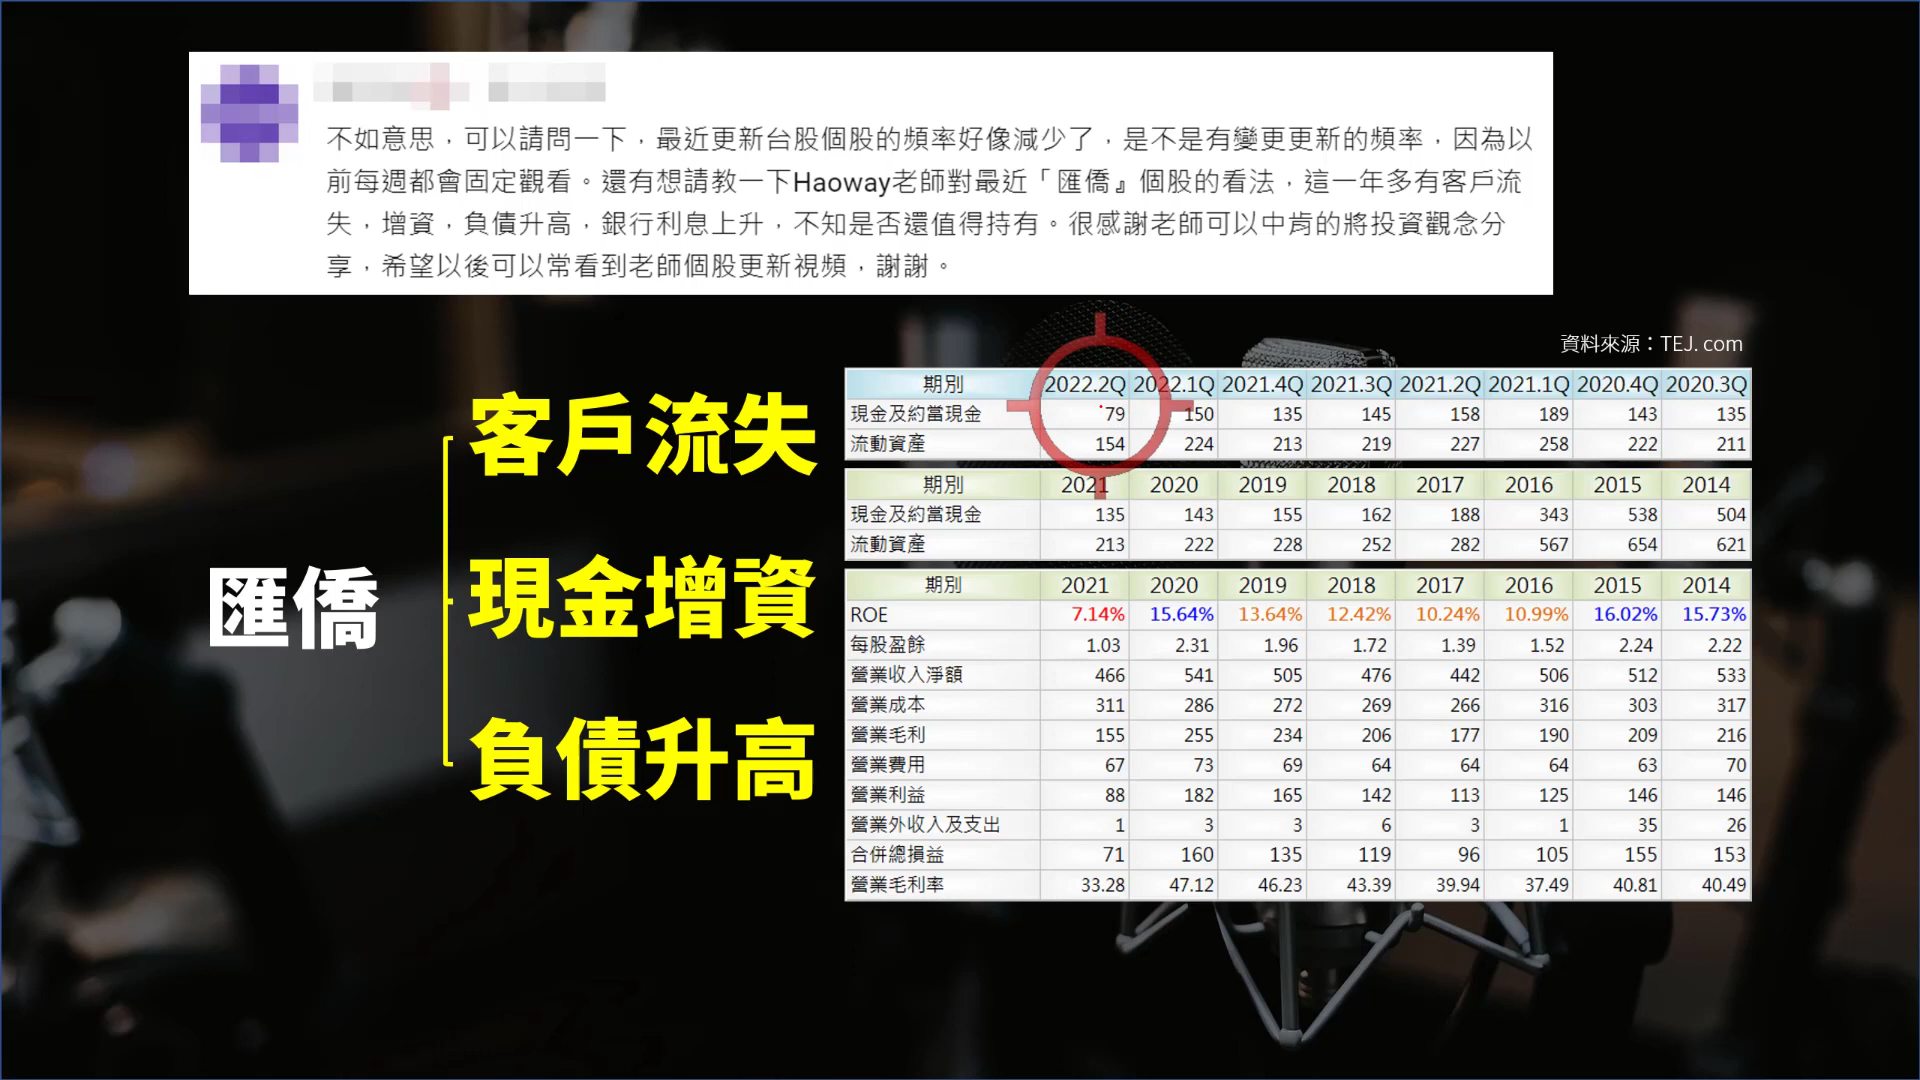 不如意思，可以請問一下，最近更新台股個股的頻率好像減少了，是不是有變更更新的頻率，因為以
前每週都會固定觀看。還有想請教一下Haoway老師對最近「匯僑』個股的看法，這一年多有客戶流
失，增資，負債升高，銀行利息上升，不知是否還值得持有。很感謝老師可以中肯的將投資觀念分
享，希望以後可以常看到老師個股更新視頻，謝謝。
資料來源：TEJ. com
匯僑
客戶流失
現金增資
負債升高
期別 2022.2Q 2022.1Q 2021.4Q 2021.3Q 2021.2Q 2021.1Q 2020.4Q 2020.3Q
現金及約當現金 79 150 135 145 158 189 143 135
流動資產 154 224 213 219 227 258 222 211
期別 2021 2020 2019 2018 2017 2016 2015 2014
現金及約當現金 135 143 155 162 188 343 538 504
流動資產 213 222 228 252 282 567 654 621
期別 2021 2020 2019 2018 2017 2016 2015 2014
ROE 7.14% 15.64% 13.64% 12.42% 10.24% 10.99% 16.02% 15.73%
每股盈餘 1.03 2.31 1.96 1.72 1.39 1.52 2.24 2.22
營業收入淨額 466 541 505 476 442 506 512 533
營業成本 311 286 272 269 266 316 303 317
營業毛利 155 255 234 206 177 190 209 216
營業費用 67 73 69 64 64 64 63 70
營業利益 88 182 165 142 113 125 146 146
營業外收入及支出 1 3 3 6 3 1 35 26
合併總損益 71 160 135 119 96 105 155 153
營業毛利率 33.28 47.12 46.23 43.39 39.94 37.49 40.81 40.49